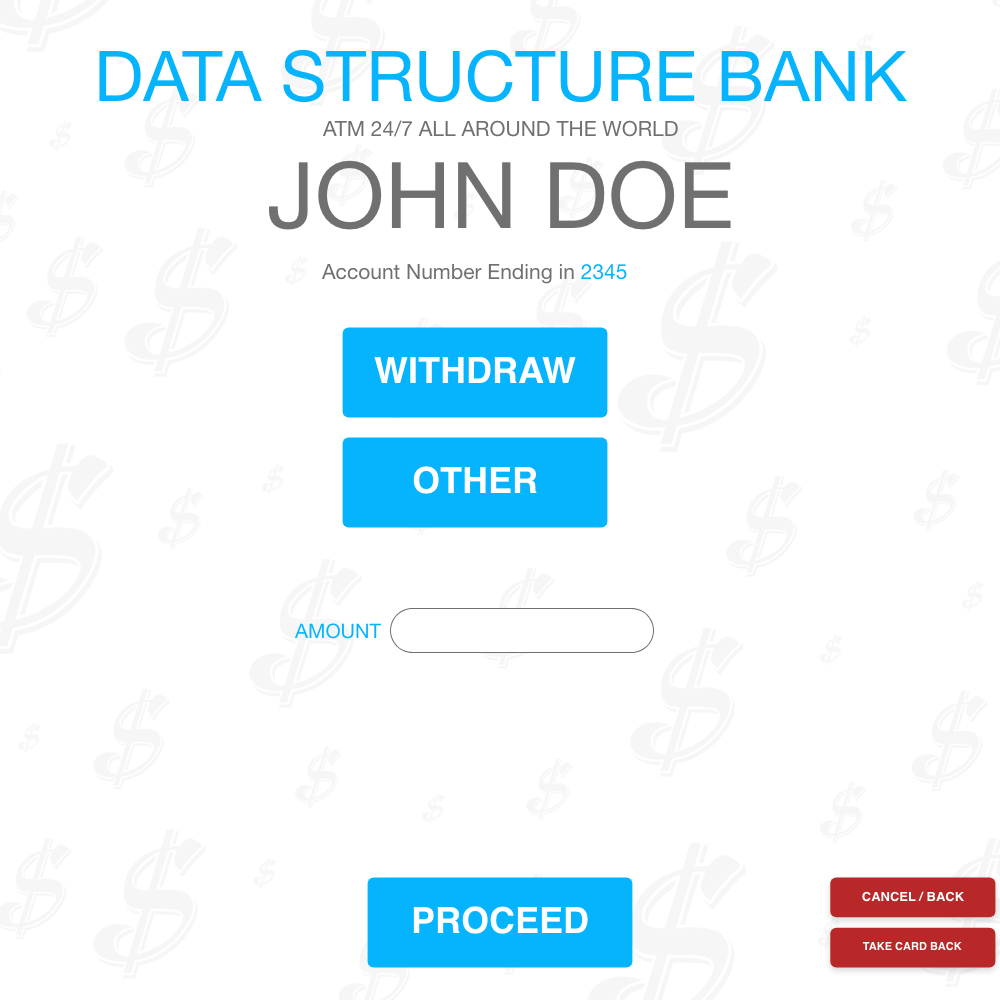 DATA STRUCTURE BANK
ATM 24/7 ALL AROUND THE WORLD
JOHN DOE
Account Number Ending in 2345
WITHDRAW
OTHER
AMOUNT
PROCEED
CANCEL / BACK
TAKE CARD BACK